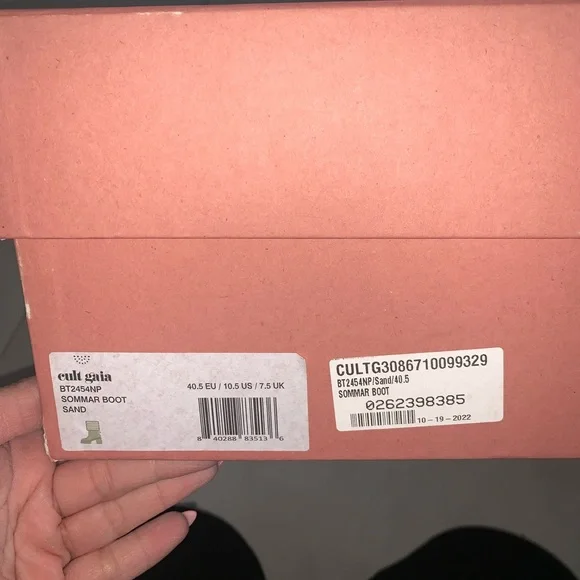 cult gaia
BT2454NP
SOMMAR BOOT
SAND
40.5 EU / 10.5 US / 7.5 UK
8 40288 83513 6
CULTG3086710099329
BT2454NP/Sand/40.5
SOMMAR BOOT
0262398385
10-19-2022